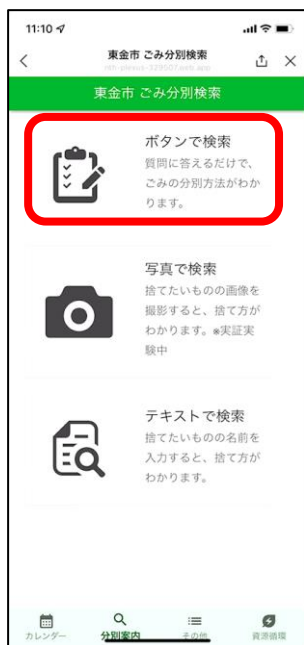 11:10
東金市 ごみ分別検索
東金市 ごみ分別検索
ボタンで検索
質問に答えるだけで、
ごみの分別方法がわか
ります。
写真で検索
捨てたいものの画像を
撮影すると、捨て方が
わかります。※実証実
験中
テキストで検索
捨てたいものの名前を
入力すると、捨て方が
わかります。
カレンダー
分別案内
その他
資源循環